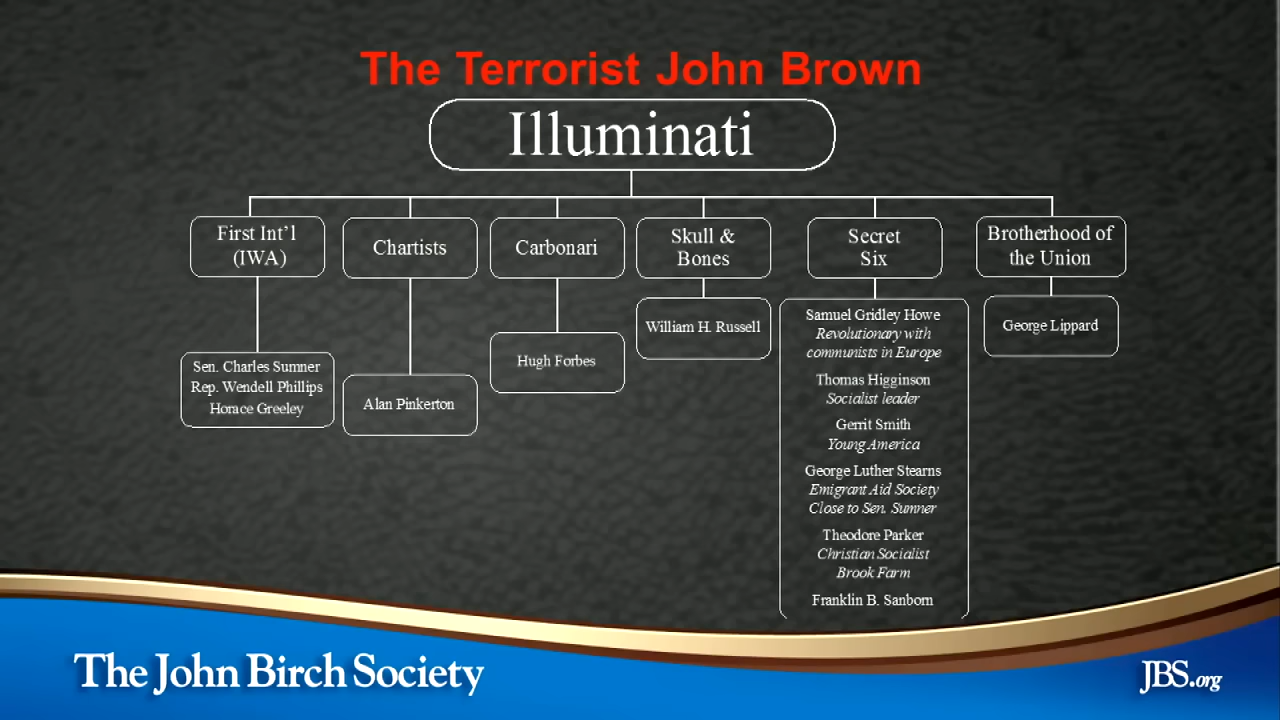 The Terrorist John Brown
Illuminati
First Int'l
(IWA)
Chartists
Carbonari
Skull &
Bones
Secret
Six
Brotherhood of
the Union
Sen. Charles Sumner
Rep. Wendell Phillips
Horace Greeley
Alan Pinkerton
Hugh Forbes
William H. Russell
Samuel Gridley Howe
Revolutionary with
communists in Europe
Thomas Higginson
Socialist leader
Gerrit Smith
Young America
George Luther Stearns
Emigrant Aid Society
Close to Sen. Sumner
Theodore Parker
Christian Socialist
Brook Farm
Franklin B. Sanborn
George Lippard
The John Birch Society
JBS.org